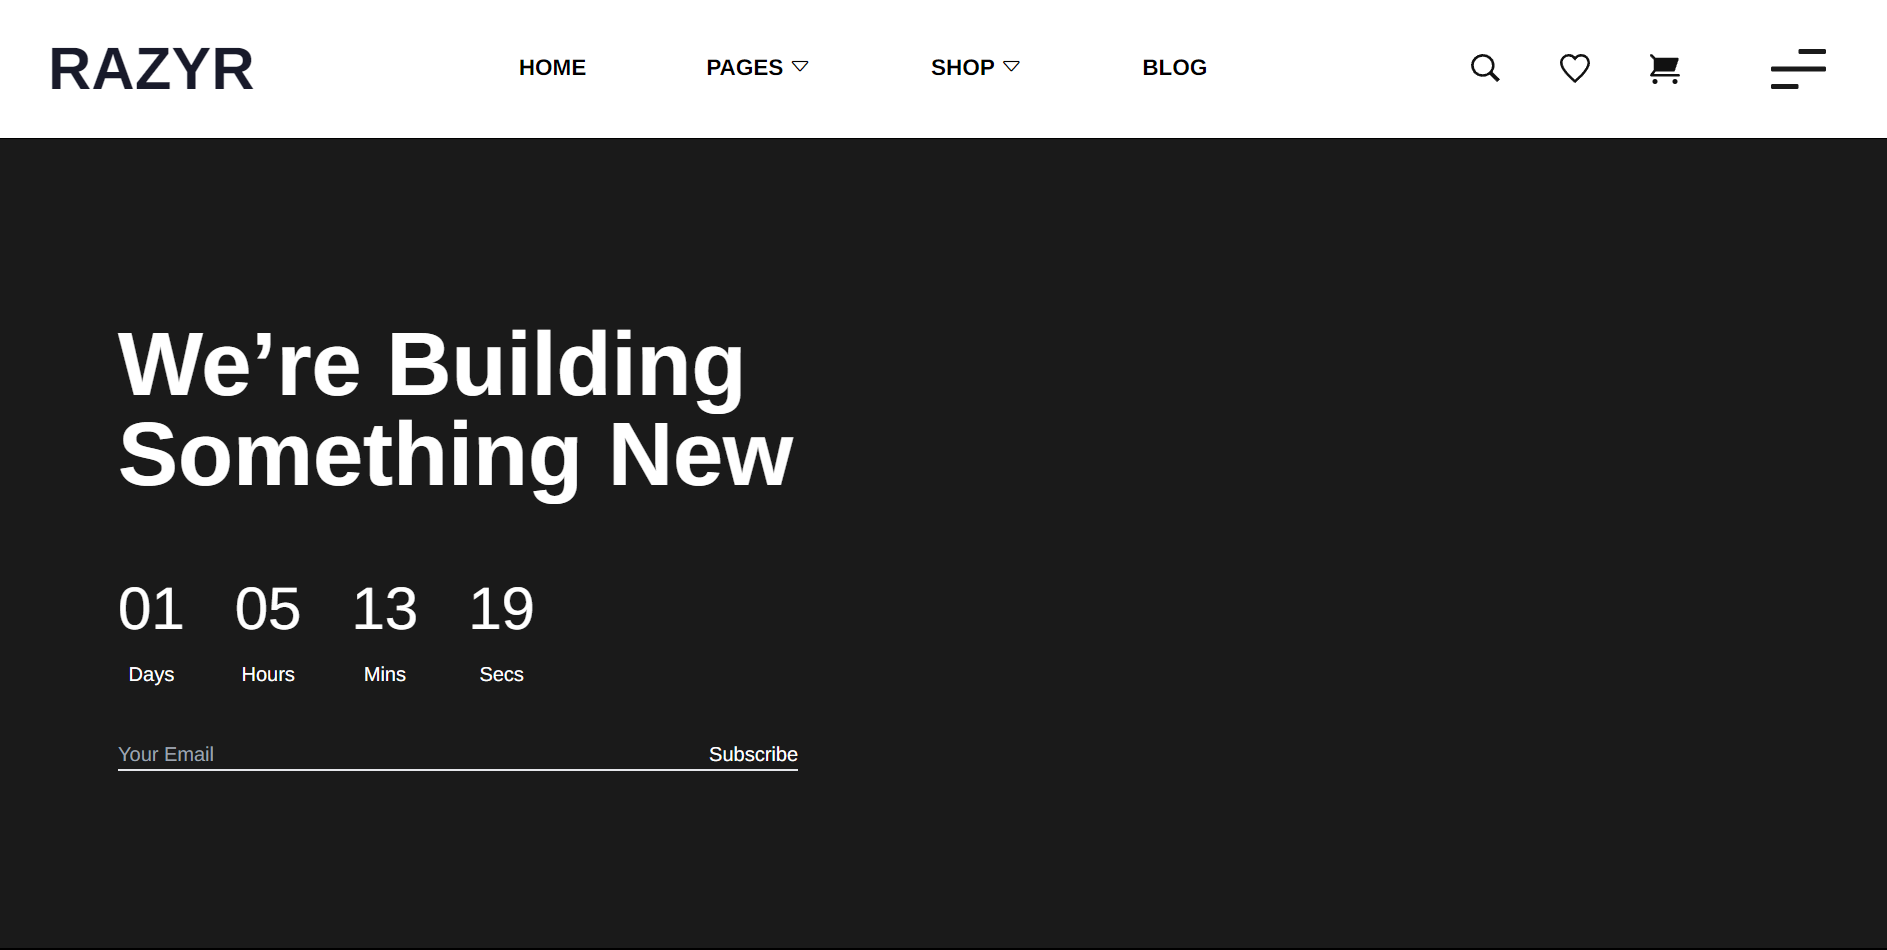 RAZYR
HOME
PAGES
SHOP
BLOG
We’re Building
Something New
01 05 13 19
Days Hours Mins Secs
Your Email Subscribe